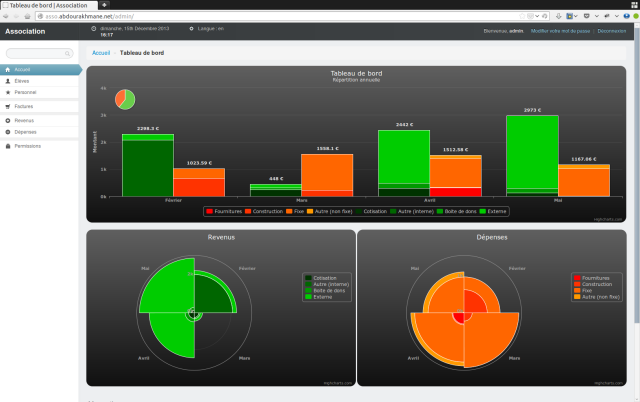 Tableau de bord | Association
asso.abdourakhmane.net/admin/
Association
dimanche, 15th Décembre 2013
16:17
Langue : en
Bienvenue, admin
Modifier votre mot de passe
Déconnexion
Accueil
Élèves
Personnel
Factures
Revenus
Dépenses
Permissions
Accueil
Tableau de bord
Tableau de bord
Répartition annuelle
Montant
4k
3k
2k
1k
0k
2298.3 €
1023.59 €
448 €
1558.1 €
2442 €
1512.58 €
2973 €
1167.06 €
Février
Mars
Avril
Mai
Fournitures
Construction
Fixe
Autre (non fixe)
Cotisation
Autre (interne)
Boite de dons
Externe
Highcharts.com
Revenus
Mai
Février
Avril
Mars
Cotisation
Autre (interne)
Boite de dons
Externe
Highcharts.com
Dépenses
Mai
Février
Avril
Mars
Fournitures
Construction
Fixe
Autre (non fixe)
Highcharts.com